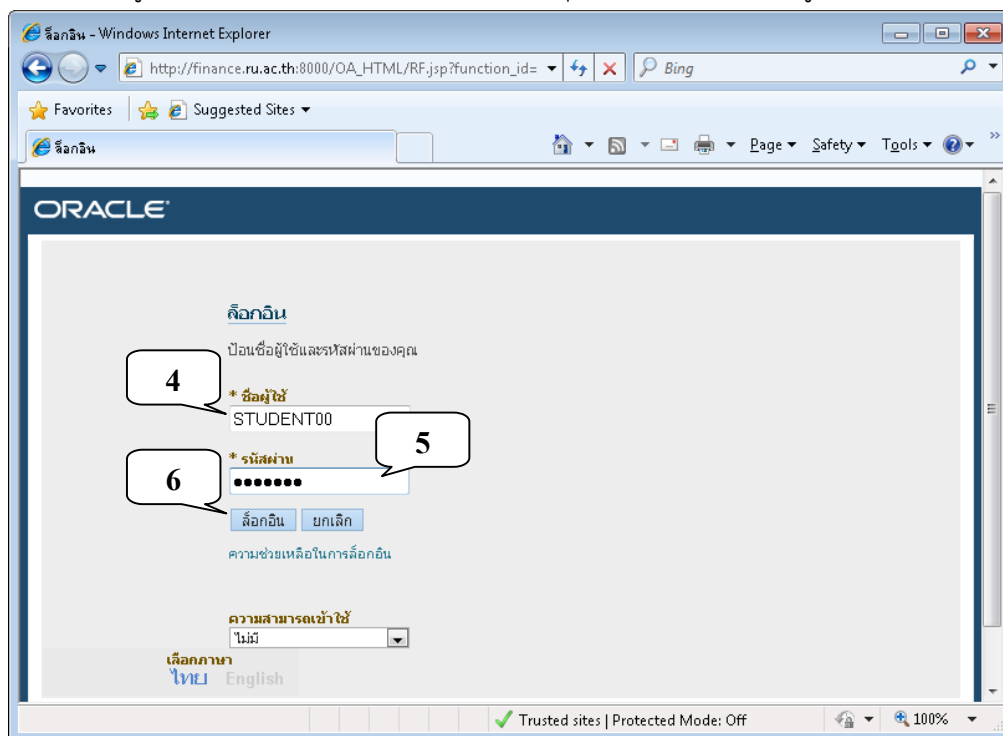 ล็อกอิน - Windows Internet Explorer
http://finance.ru.ac.th:8000/OA_HTML/RF.jsp?function_id=
Bing
Favorites
Suggested Sites
ล็อกอิน
Page Safety Tools
ORACLE
ล็อกอิน
ป้อนชื่อผู้ใช้และรหัสผ่านของคุณ
4
* ชื่อผู้ใช้
STUDENT00
5
* รหัสผ่าน
6
ล็อกอิน ยกเลิก
ความช่วยเหลือในการล็อกอิน
ความสามารถเข้าใช้
ไม่มี
เลือกภาษา
ไทย English
Trusted sites | Protected Mode: Off
100%